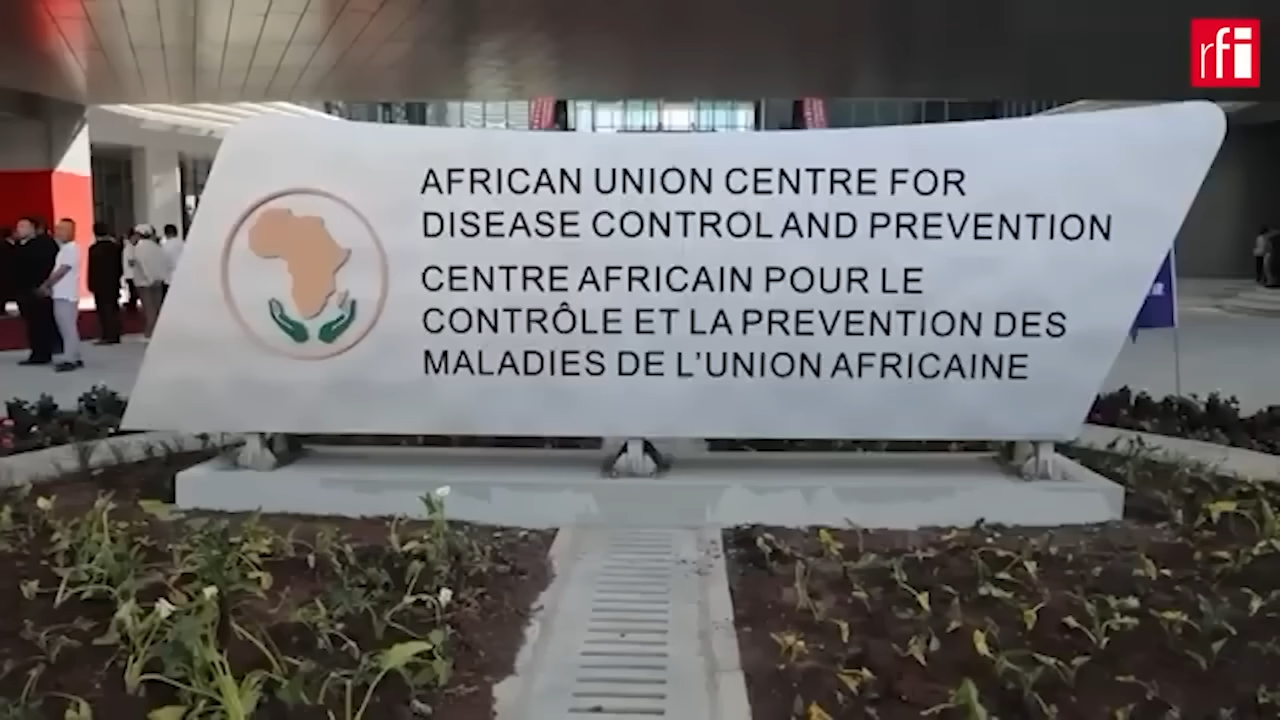 rfi
AFRICAN UNION CENTRE FOR
DISEASE CONTROL AND PREVENTION
CENTRE AFRICAIN POUR LE
CONTRÔLE ET LA PREVENTION DES
MALADIES DE L'UNION AFRICAINE